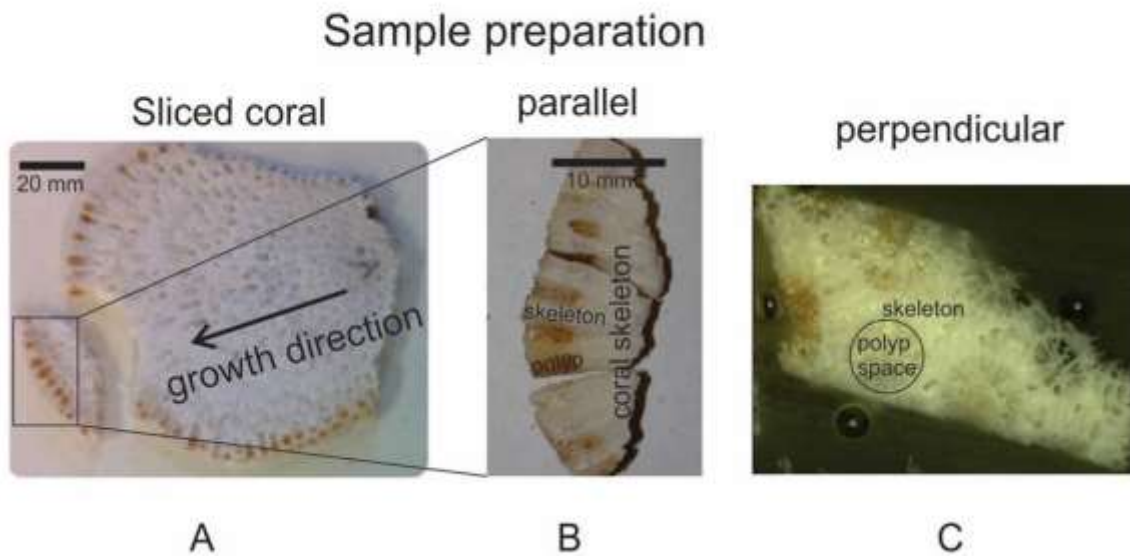 Sample preparation
Sliced coral
parallel
perpendicular
20 mm
10 mm
growth direction
skeleton
polyp
coral skeleton
skeleton
polyp
space
A
B
C